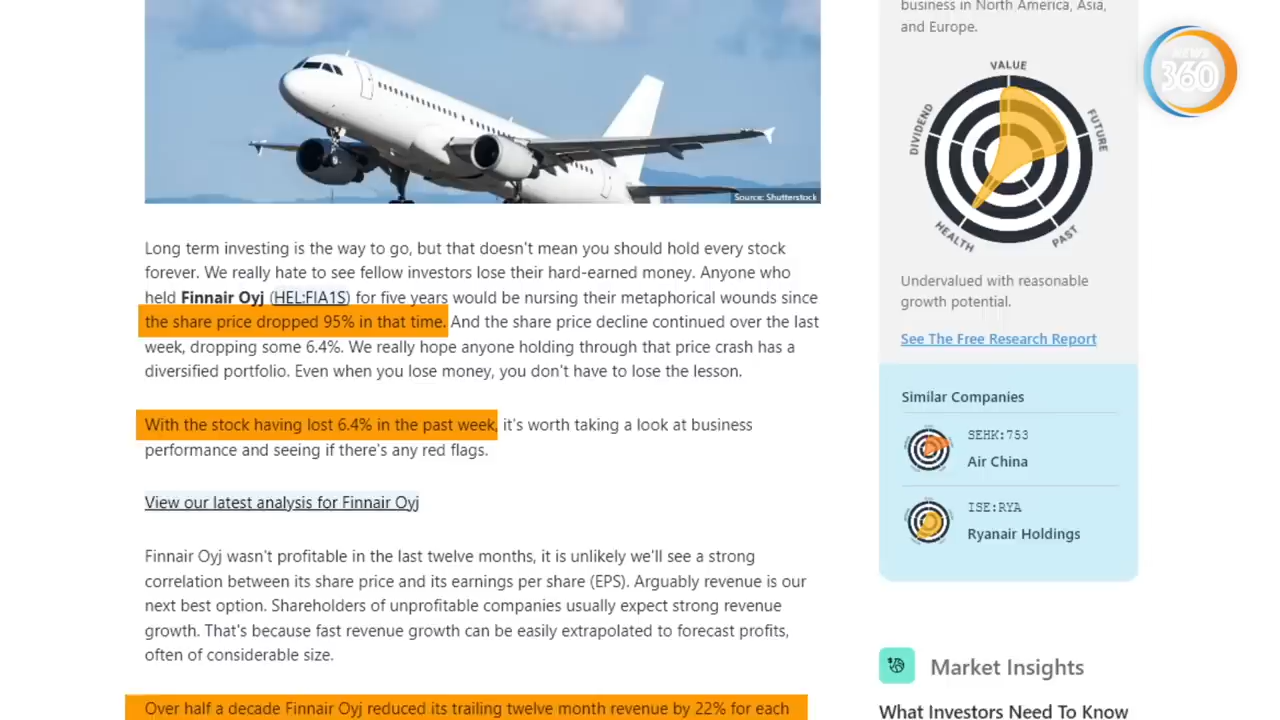 business in North America, Asia,
and Europe.
NEWS
360
VALUE
FUTURE
PAST
HEALTH
DIVIDEND
Source: Shutterstock
Long term investing is the way to go, but that doesn't mean you should hold every stock
forever. We really hate to see fellow investors lose their hard-earned money. Anyone who
held Finnair Oyj (HEL:FIA1S) for five years would be nursing their metaphorical wounds since
the share price dropped 95% in that time. And the share price decline continued over the last
week, dropping some 6.4%. We really hope anyone holding through that price crash has a
diversified portfolio. Even when you lose money, you don't have to lose the lesson.
With the stock having lost 6.4% in the past week, it's worth taking a look at business
performance and seeing if there's any red flags.
View our latest analysis for Finnair Oyj
Finnair Oyj wasn't profitable in the last twelve months, it is unlikely we'll see a strong
correlation between its share price and its earnings per share (EPS). Arguably revenue is our
next best option. Shareholders of unprofitable companies usually expect strong revenue
growth. That's because fast revenue growth can be easily extrapolated to forecast profits,
often of considerable size.
Over half a decade Finnair Oyj reduced its trailing twelve month revenue by 22% for each
Undervalued with reasonable
growth potential.
See The Free Research Report
Similar Companies
SEHK:753
Air China
ISE:RYA
Ryanair Holdings
Market Insights
What Investors Need To Know